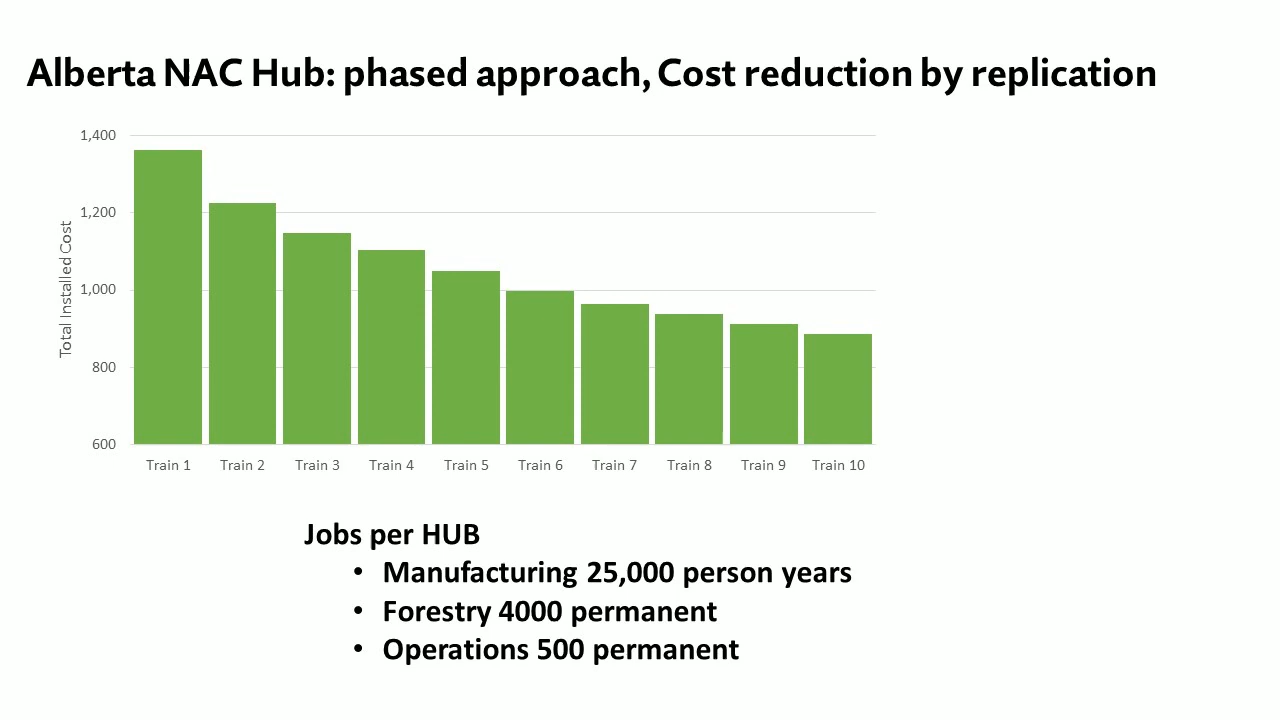 Alberta NAC Hub: phased approach, Cost reduction by replication
1,400
1,200
1,000
800
600
Total Installed Cost
Train 1 Train 2 Train 3 Train 4 Train 5 Train 6 Train 7 Train 8 Train 9 Train 10
Jobs per HUB
• Manufacturing 25,000 person years
• Forestry 4000 permanent
• Operations 500 permanent